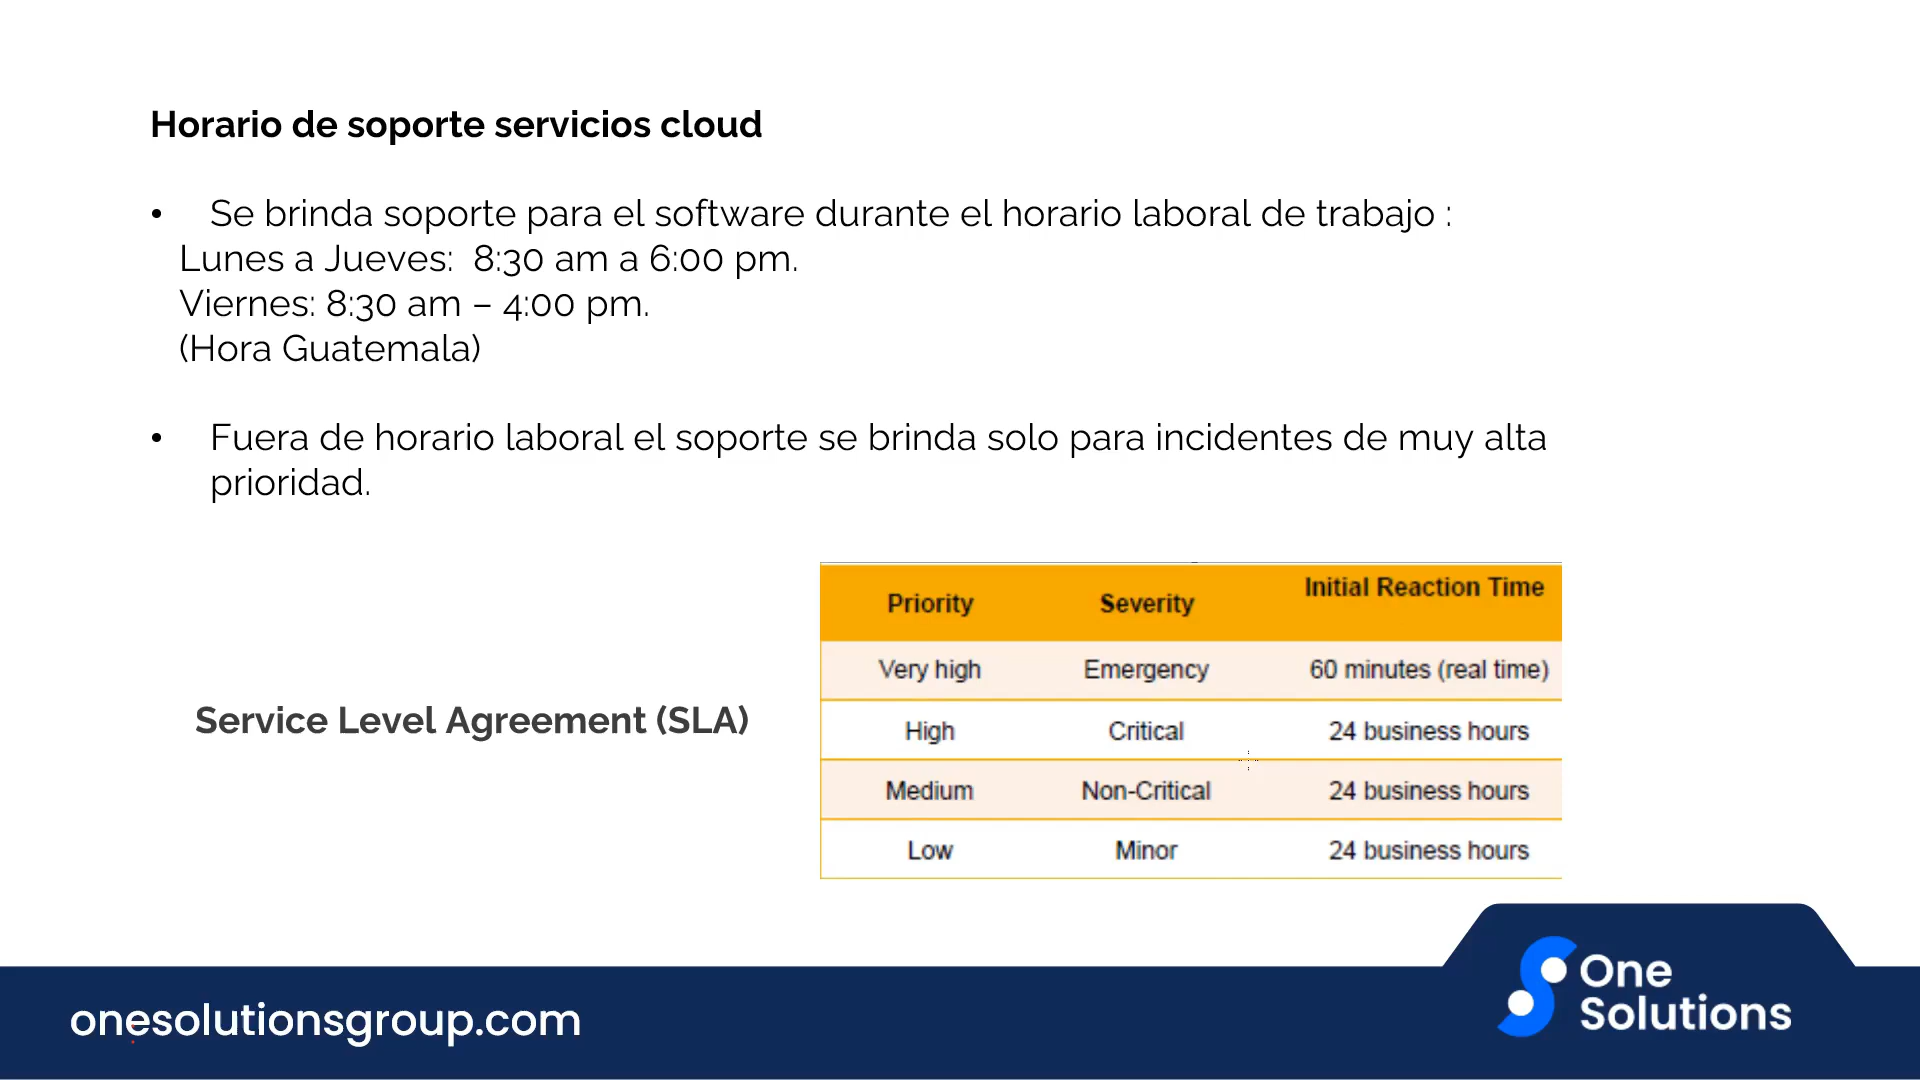 Horario de soporte servicios cloud
• Se brinda soporte para el software durante el horario laboral de trabajo :
Lunes a Jueves: 8:30 am a 6:00 pm.
Viernes: 8:30 am – 4:00 pm.
(Hora Guatemala)
• Fuera de horario laboral el soporte se brinda solo para incidentes de muy alta
prioridad.
Service Level Agreement (SLA)
Priority Severity Initial Reaction Time
Very high Emergency 60 minutes (real time)
High Critical 24 business hours
Medium Non-Critical 24 business hours
Low Minor 24 business hours
onesolutionsgroup.com
One
Solutions